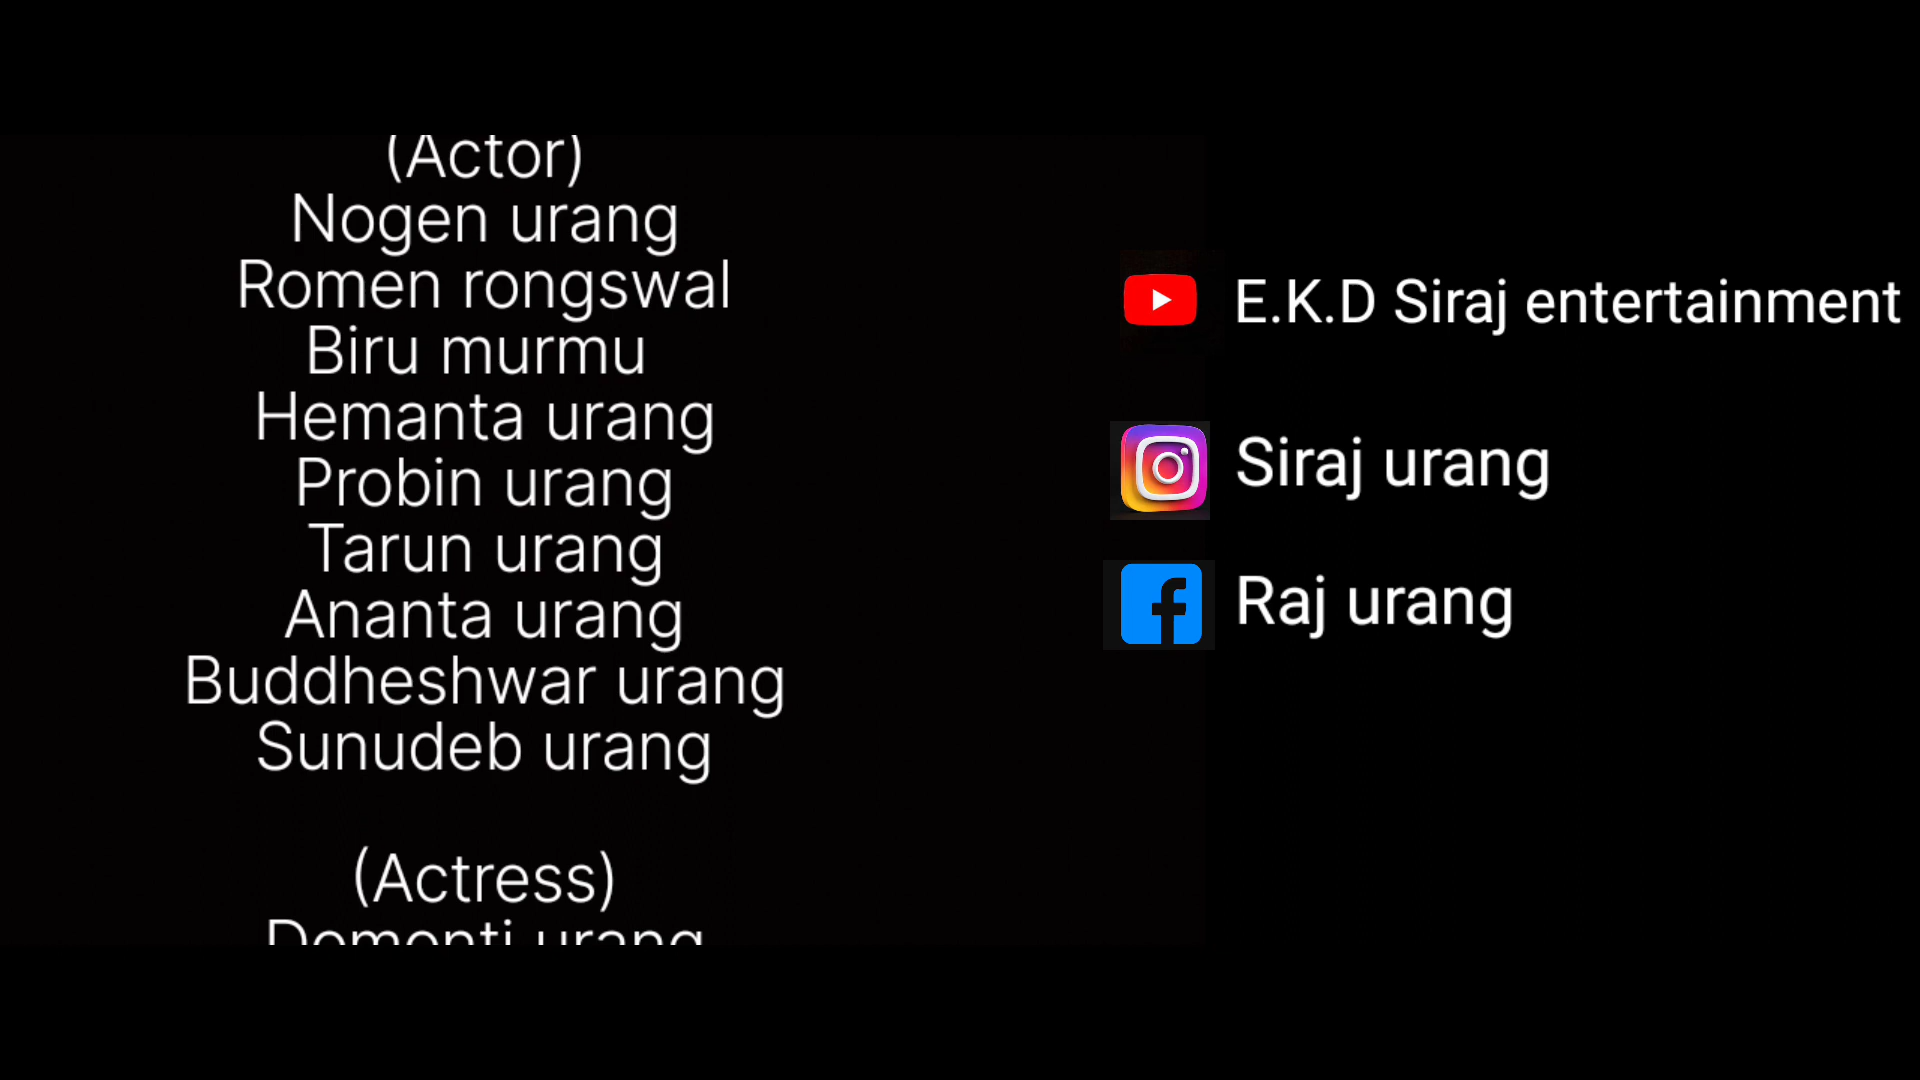 (Actor)
Nogen urang
Romen rongswal
Biru murmu
Hemanta urang
Probin urang
Tarun urang
Ananta urang
Buddheshwar urang
Sunudeb urang
(Actress)
urang
E.K.D Siraj entertainment
Siraj urang
Raj urang